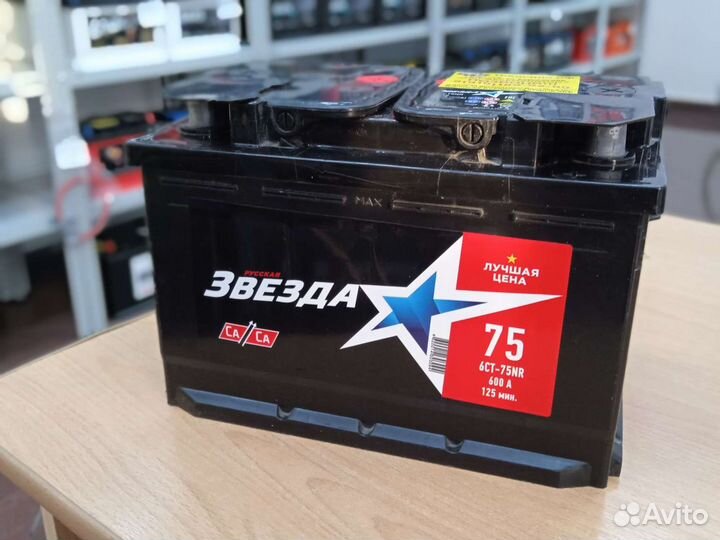 MAX
РУССКАЯ
ЗВЕЗДА
Ca/Ca
ЛУЧШАЯ
ЦЕНА
75
6СТ-75NR
600 А
125 мин.
Avito